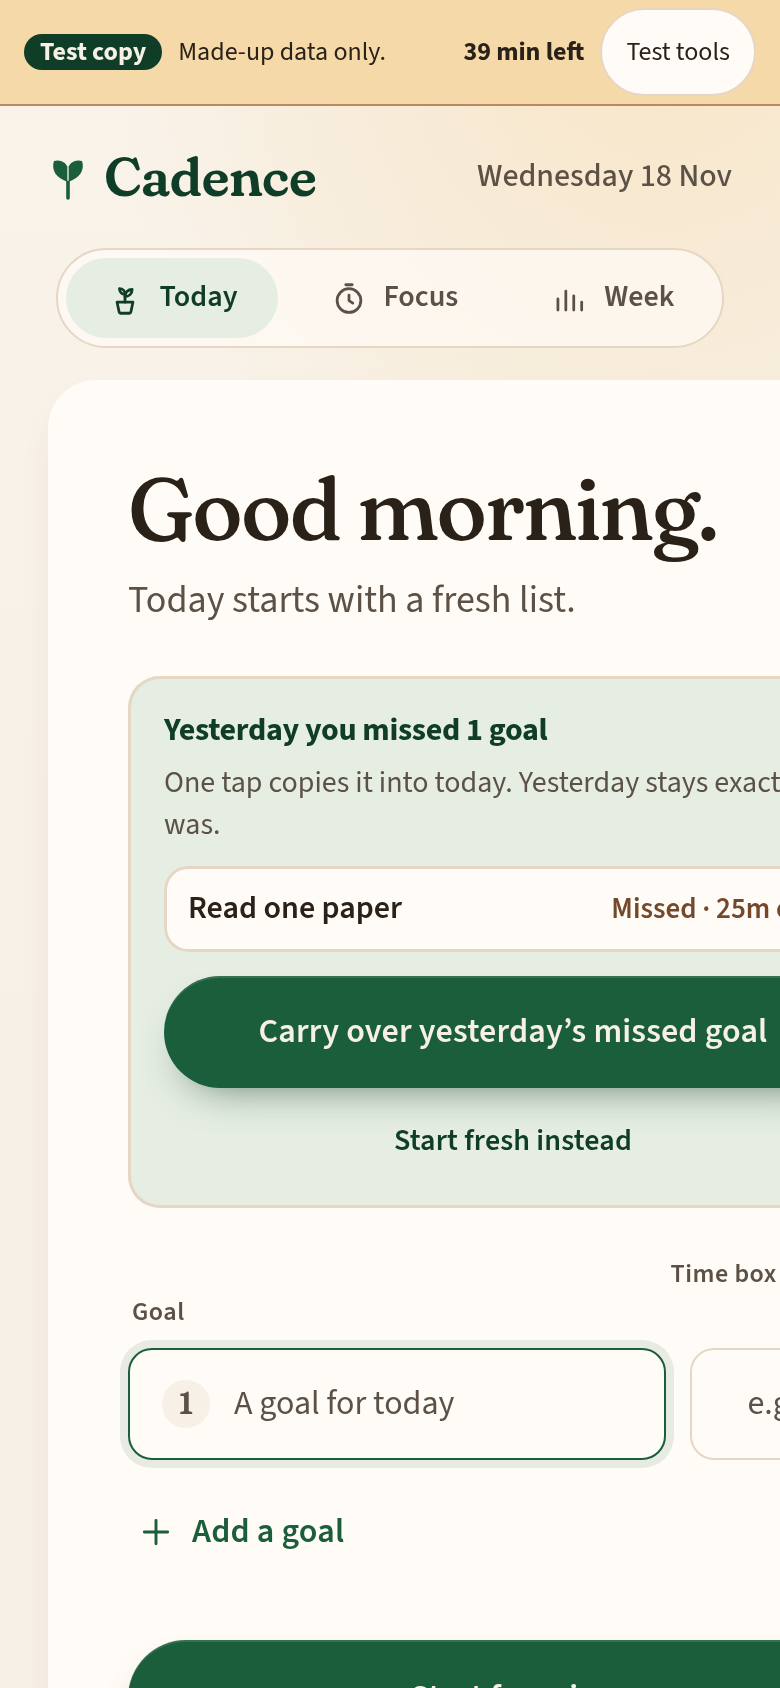 Test copy Made-up data only. 39 min left Test tools
Cadence Wednesday 18 Nov
Today Focus Week
Good morning.
Today starts with a fresh list.
Yesterday you missed 1 goal
One tap copies it into today. Yesterday stays
was.
Read one paper Missed · 25m
Carry over yesterday’s missed goal
Start fresh instead
Time box
Goal
1 A goal for today
Add a goal